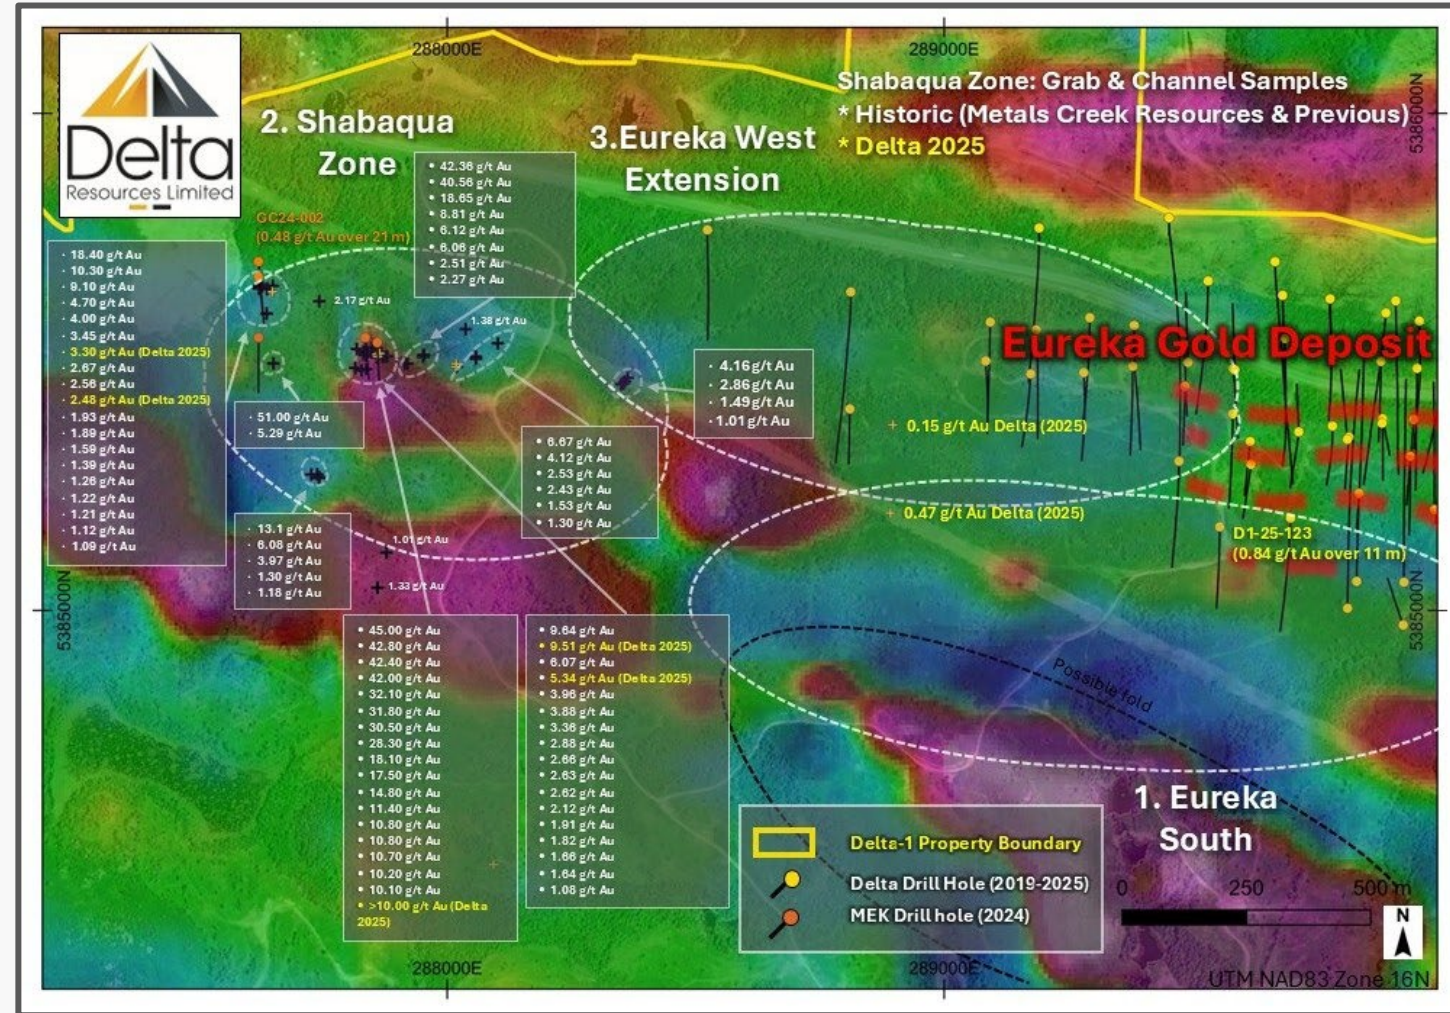 Delta
Resources Limited
288000E
289000E
5386000N
5386000N
Shabaqua Zone: Grab & Channel Samples
* Historic (Metals Creek Resources & Previous)
* Delta 2025
2. Shabaqua
Zone
3.Eureka West
Extension
GC24-002
(0.48 g/t Au over 21 m)
• 42.36 g/t Au
• 40.56 g/t Au
• 18.65 g/t Au
• 8.81 g/t Au
• 6.12 g/t Au
• 6.06 g/t Au
• 2.51 g/t Au
• 2.27 g/t Au
· 18.40 g/t Au
· 10.30 g/t Au
· 9.10 g/t Au
· 4.70 g/t Au
· 4.00 g/t Au
· 3.45 g/t Au
· 3.30 g/t Au (Delta 2025)
· 2.67 g/t Au
· 2.56 g/t Au
· 2.48 g/t Au (Delta 2025)
· 1.93 g/t Au
· 1.89 g/t Au
· 1.59 g/t Au
· 1.39 g/t Au
· 1.26 g/t Au
· 1.22 g/t Au
· 1.21 g/t Au
· 1.12 g/t Au
· 1.09 g/t Au
2.17 g/t Au
1.38 g/t Au
Eureka Gold Deposit
· 4.16 g/t Au
· 2.86 g/t Au
· 1.49 g/t Au
· 1.01 g/t Au
· 51.00 g/t Au
· 5.29 g/t Au
• 6.67 g/t Au
• 4.12 g/t Au
• 2.53 g/t Au
• 2.43 g/t Au
• 1.53 g/t Au
• 1.30 g/t Au
0.15 g/t Au Delta (2025)
0.47 g/t Au Delta (2025)
D1-25-123
(0.84 g/t Au over 11 m)
· 13.1 g/t Au
· 6.08 g/t Au
· 3.97 g/t Au
· 1.30 g/t Au
· 1.18 g/t Au
1.01 g/t Au
1.33 g/t Au
5385000N
5385000N
• 45.00 g/t Au
• 42.80 g/t Au
• 42.40 g/t Au
• 42.00 g/t Au
• 32.10 g/t Au
• 31.80 g/t Au
• 30.50 g/t Au
• 28.30 g/t Au
• 18.10 g/t Au
• 17.50 g/t Au
• 14.80 g/t Au
• 11.40 g/t Au
• 10.80 g/t Au
• 10.80 g/t Au
• 10.70 g/t Au
• 10.20 g/t Au
• 10.10 g/t Au
• >10.00 g/t Au (Delta
2025)
• 9.64 g/t Au
• 9.51 g/t Au (Delta 2025)
• 6.07 g/t Au
• 5.34 g/t Au (Delta 2025)
• 3.96 g/t Au
• 3.88 g/t Au
• 3.36 g/t Au
• 2.88 g/t Au
• 2.66 g/t Au
• 2.63 g/t Au
• 2.62 g/t Au
• 2.12 g/t Au
• 1.91 g/t Au
• 1.82 g/t Au
• 1.66 g/t Au
• 1.64 g/t Au
• 1.08 g/t Au
Possible fold
1. Eureka
South
Delta-1 Property Boundary
Delta Drill Hole (2019-2025)
MEK Drill hole (2024)
0 250 500 m
N
288000E
289000E
UTM NAD83 Zone 16N